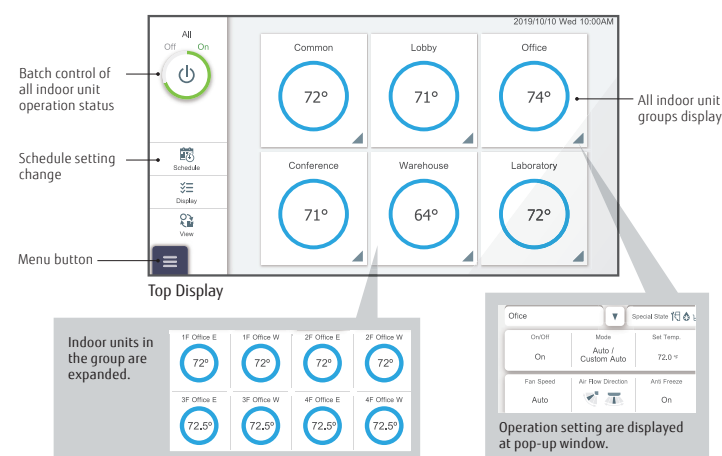 2019/10/10 Wed 10:00AM
All
Off On
Common
Lobby
Office
72°
71°
74°
Batch control of
all indoor unit
operation status
All indoor unit
groups display
Schedule
Schedule setting
change
Display
View
Conference
Warehouse
Laboratory
71°
64°
72°
Menu button
Top Display
Indoor units in
the group are
expanded.
1F Office E
1F Office W
2F Office E
2F Office W
72°
72°
72°
72°
3F Office E
3F Office W
4F Office E
4F Office W
72.5°
72.5°
72.5°
72.5°
Ofice
Special State
On/Off
Mode
Set Temp.
On
Auto /
Custom Auto
72.0 °F
Fan Speed
Air Flow Direction
Anti Freeze
Auto
On
Operation setting are displayed
at pop-up window.